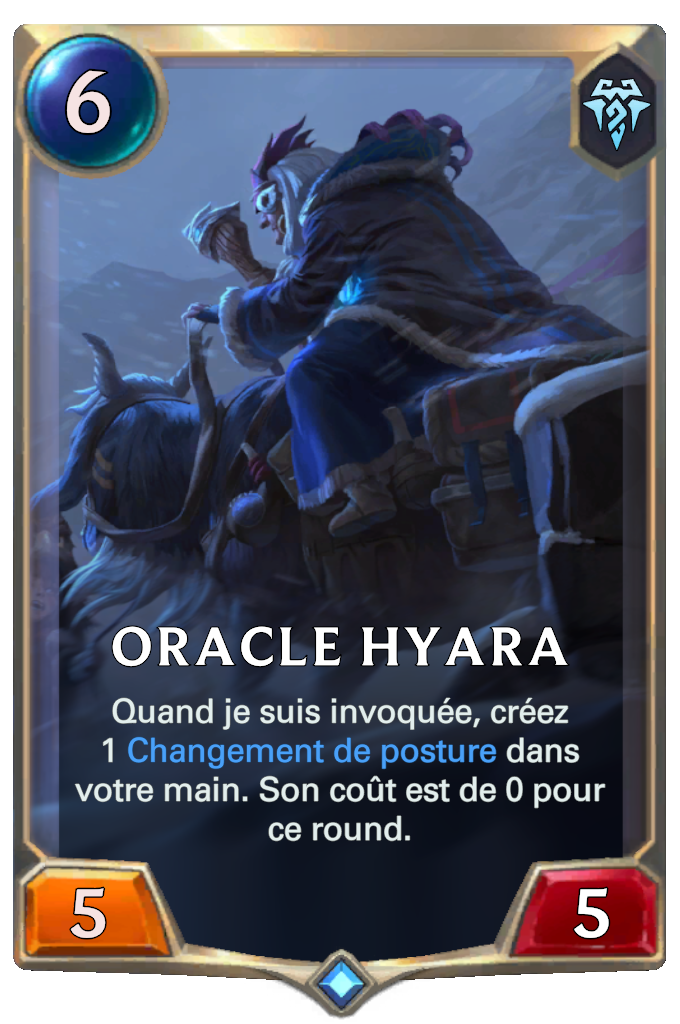 6
ORACLE HYARA
Quand je suis invoquée, créez
1 Changement de posture dans
votre main. Son coût est de 0 pour
ce round.
5 5